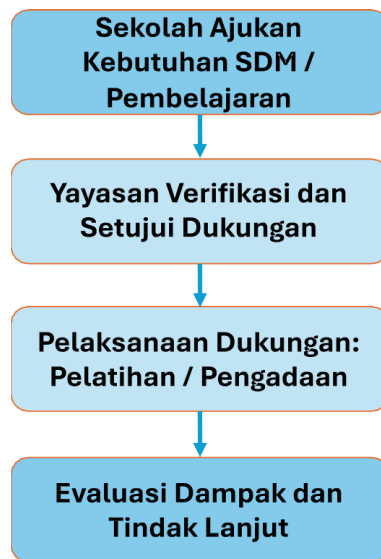 Sekolah Ajukan
Kebutuhan SDM /
Pembelajaran
Yayasan Verifikasi dan
Setujui Dukungan
Pelaksanaan Dukungan:
Pelatihan / Pengadaan
Evaluasi Dampak dan
Tindak Lanjut